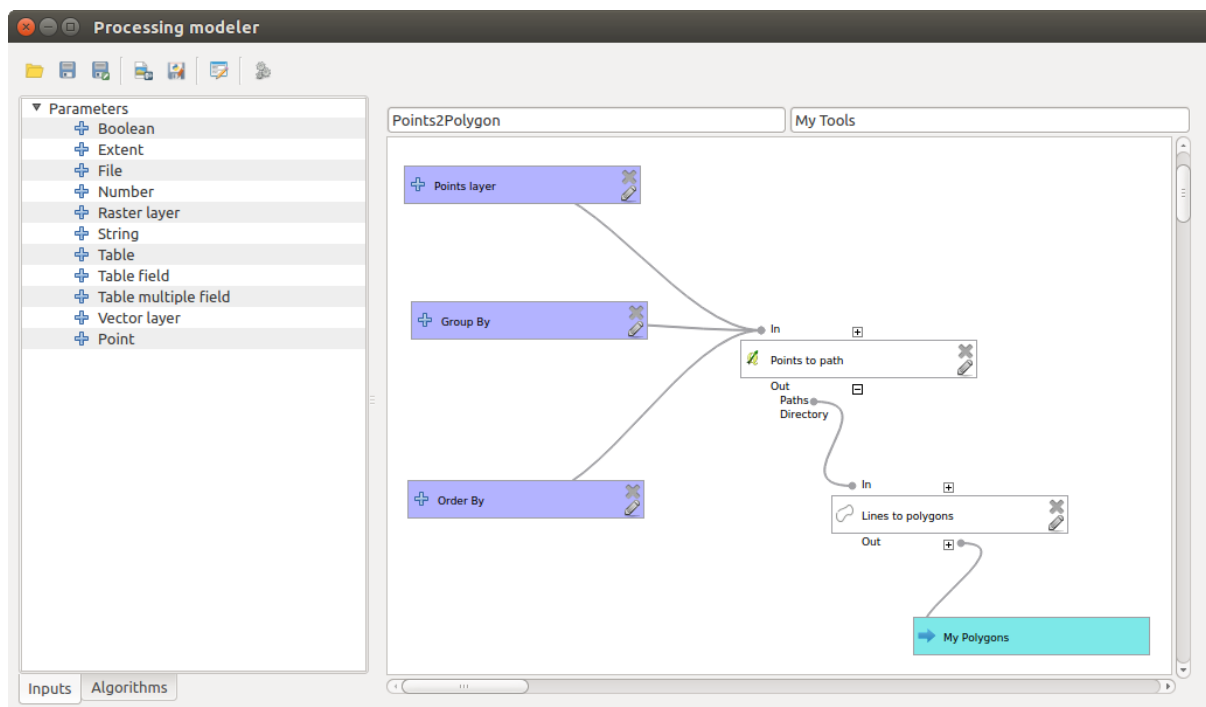 Processing modeler
Parameters
Boolean
Extent
File
Number
Raster layer
String
Table
Table field
Table multiple field
Vector layer
Point
Inputs
Algorithms
Points2Polygon
My Tools
Points layer
Group By
In
Points to path
Out
Paths
Directory
Order By
In
Lines to polygons
Out
My Polygons